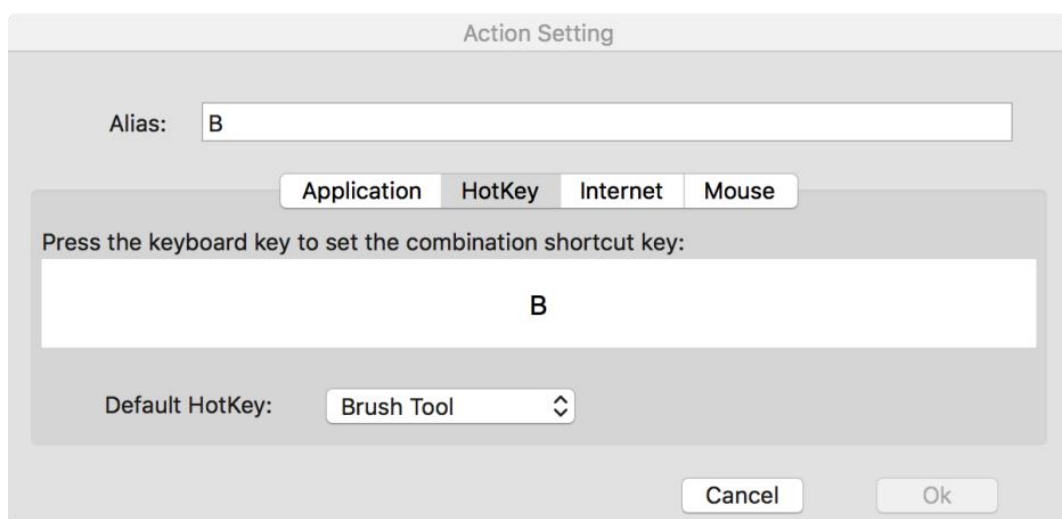 Action Setting
Alias: B
Application HotKey Internet Mouse
Press the keyboard key to set the combination shortcut key:
B
Default HotKey: Brush Tool
Cancel Ok